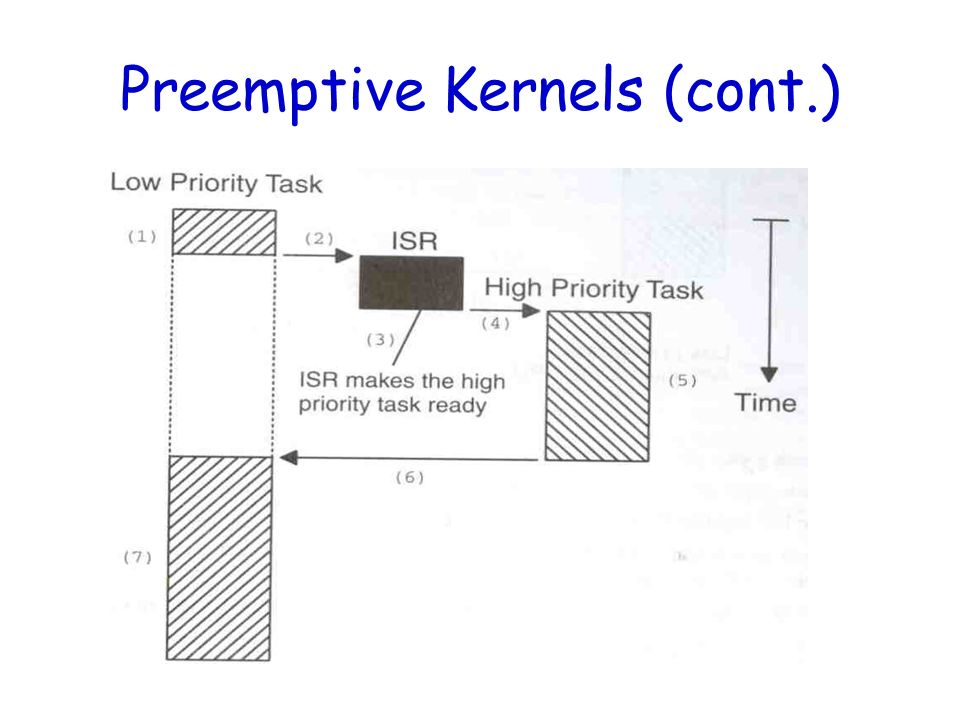 Preemptive Kernels (cont.)
Low Priority Task
(1)
(2)
ISR
High Priority Task
(3)
(4)
ISR makes the high
priority task ready
(5)
Time
(6)
(7)